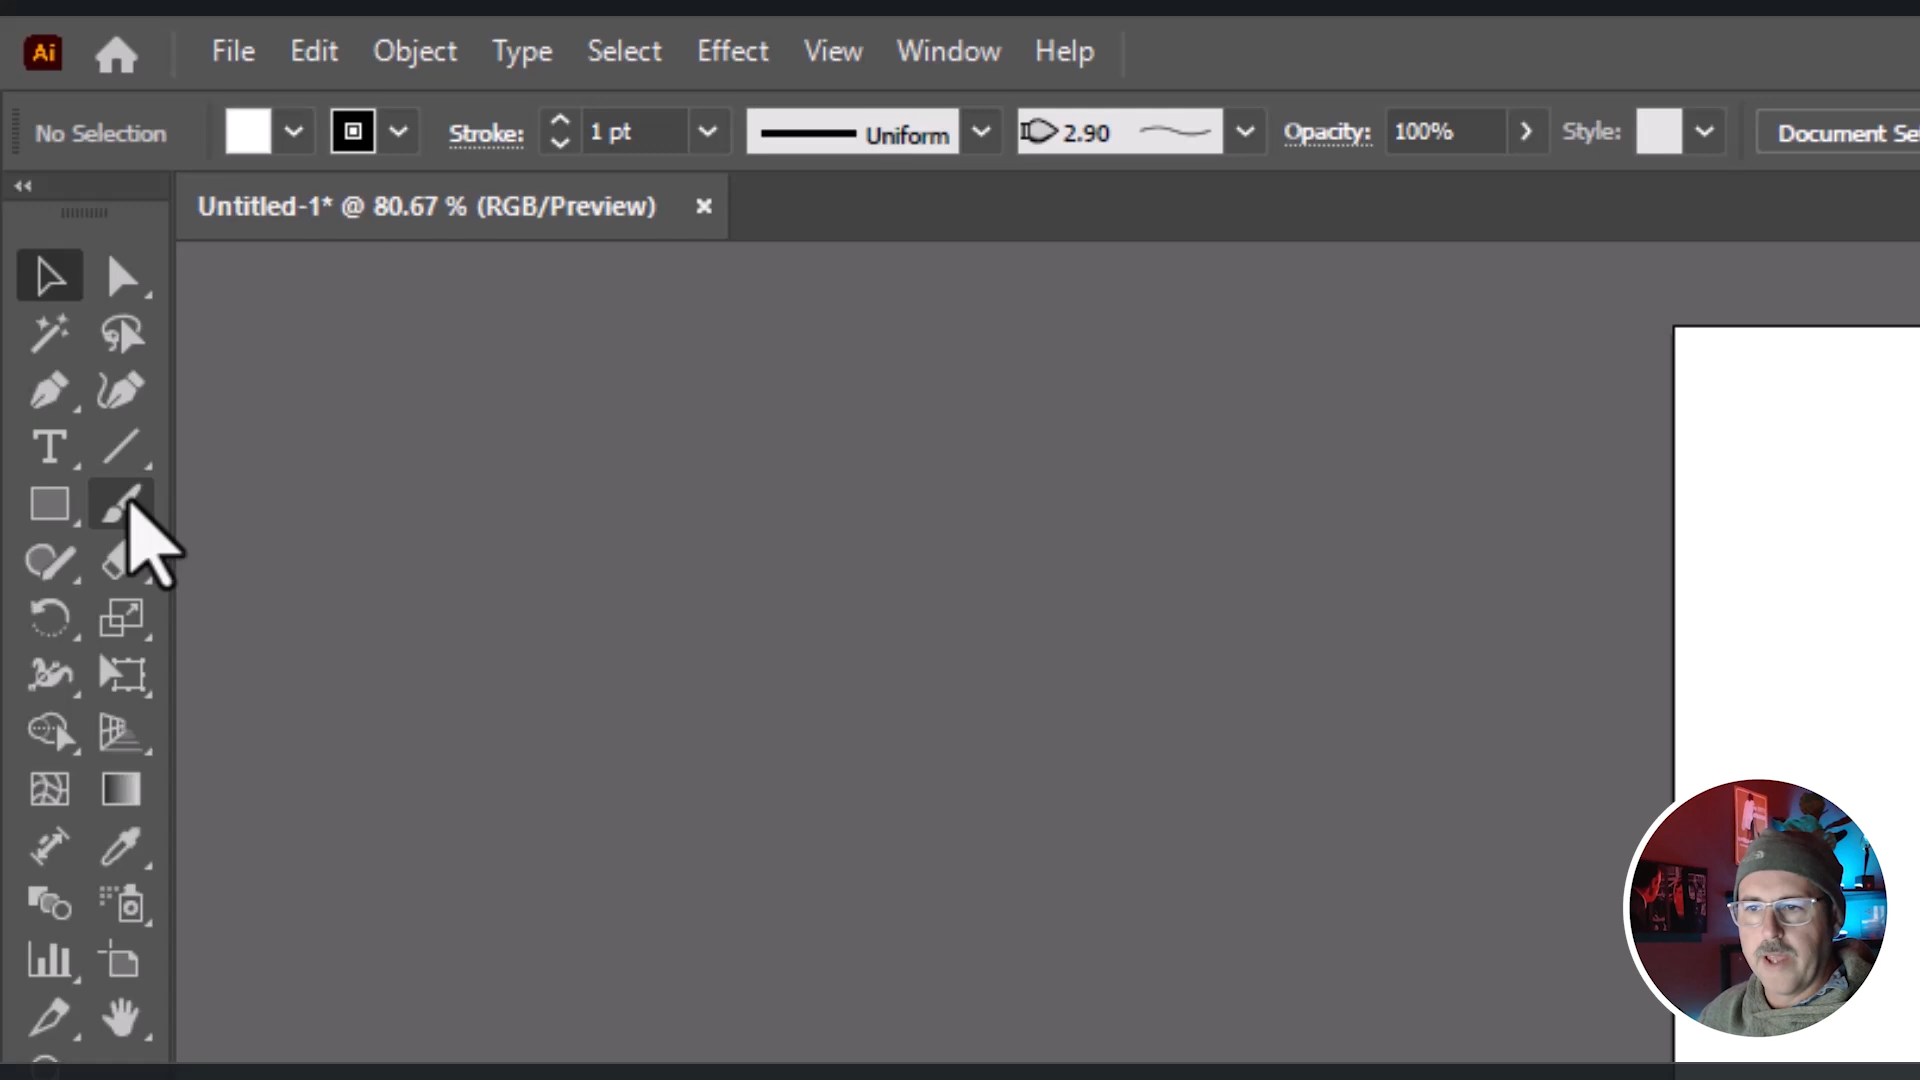 Ai File Edit Object Type Select Effect View Window Help
No Selection Stroke: 1 pt Uniform 2.90 Opacity: 100% Style: Document Se
Untitled-1* @ 80.67 % (RGB/Preview) ×
T